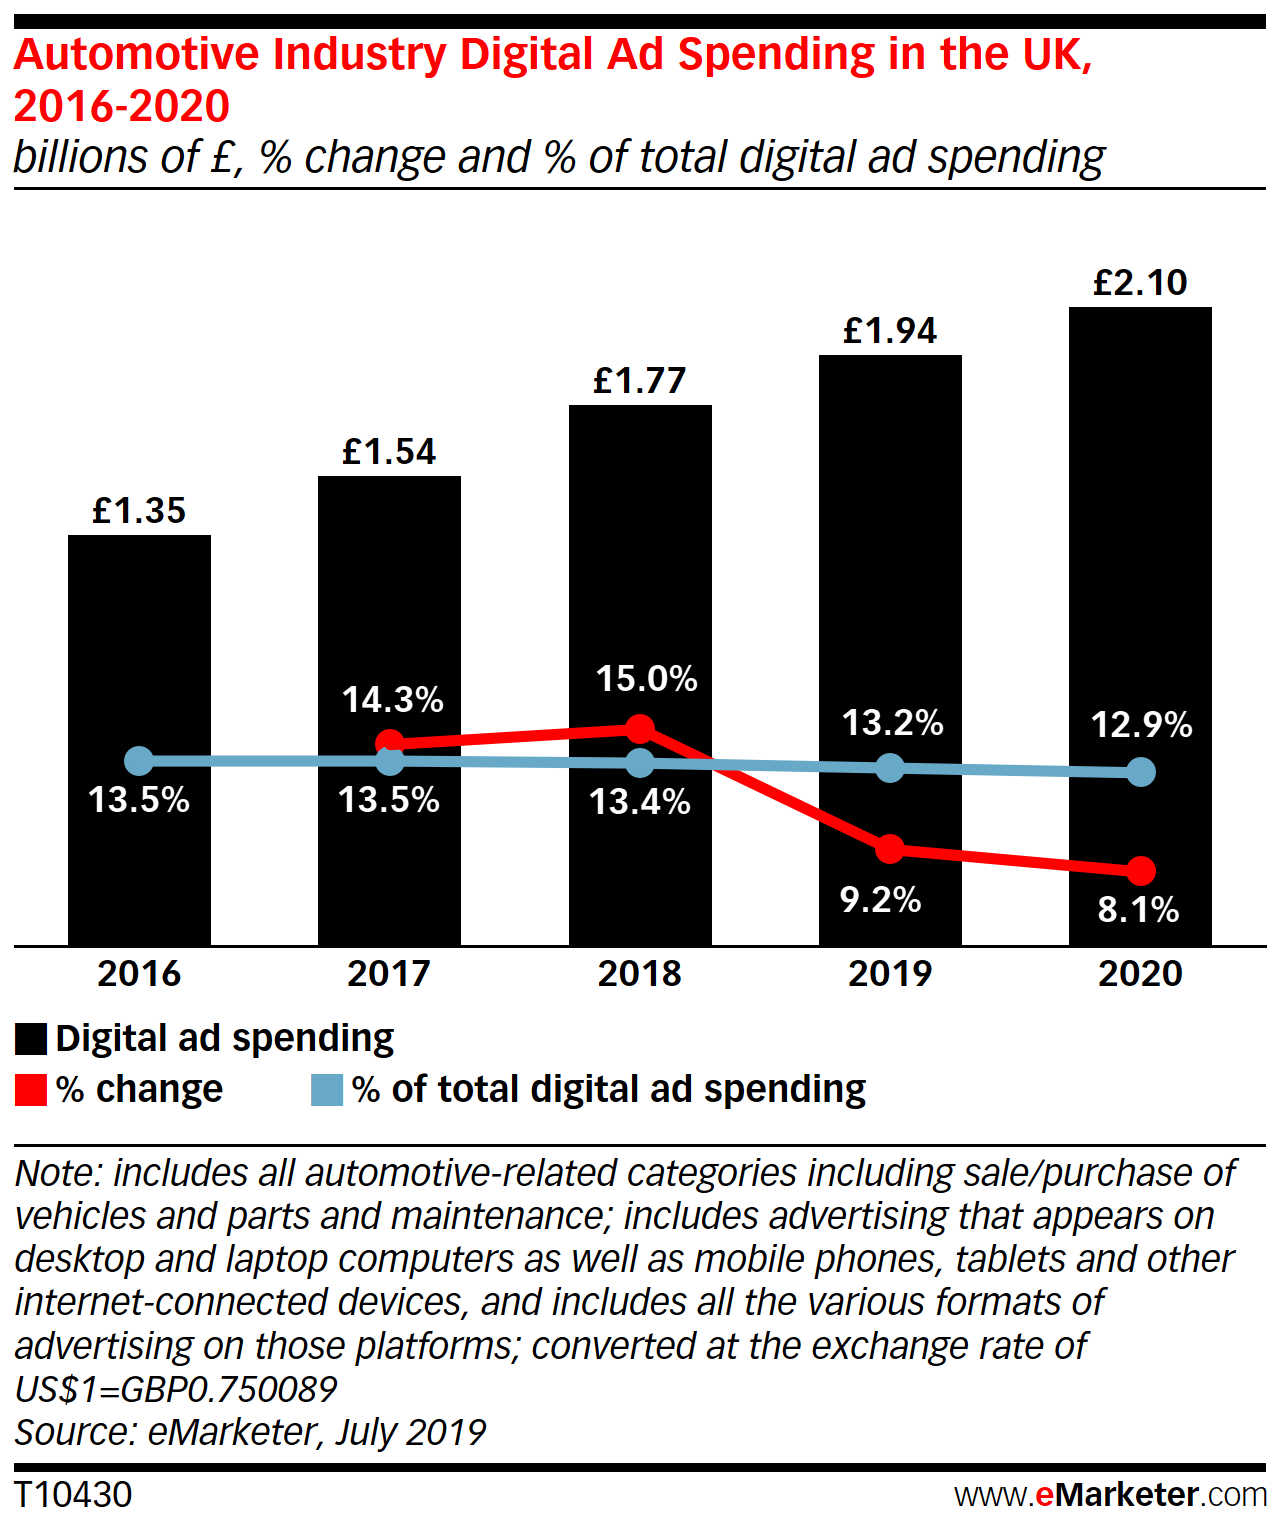 Automotive Industry Digital Ad Spending in the UK,
2016-2020
billions of £, % change and % of total digital ad spending
£2.10
£1.94
£1.77
£1.54
£1.35
14.3%
15.0%
13.2%
12.9%
13.5%
13.5%
13.4%
9.2%
8.1%
2016 2017 2018 2019 2020
Digital ad spending
% change % of total digital ad spending
Note: includes all automotive-related categories including sale/purchase of
vehicles and parts and maintenance; includes advertising that appears on
desktop and laptop computers as well as mobile phones, tablets and other
internet-connected devices, and includes all the various formats of
advertising on those platforms; converted at the exchange rate of
US$1=GBP0.750089
Source: eMarketer, July 2019
T10430 www.eMarketer.com